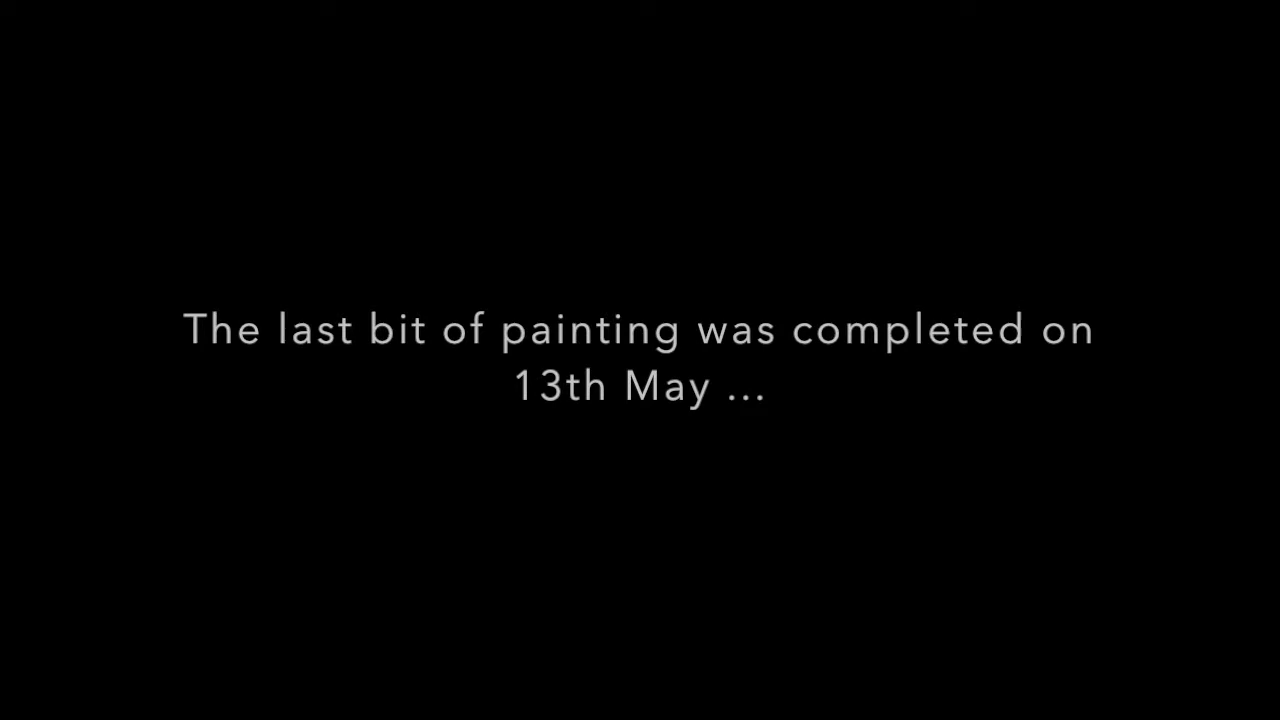 The last bit of painting was completed on
13th May ...